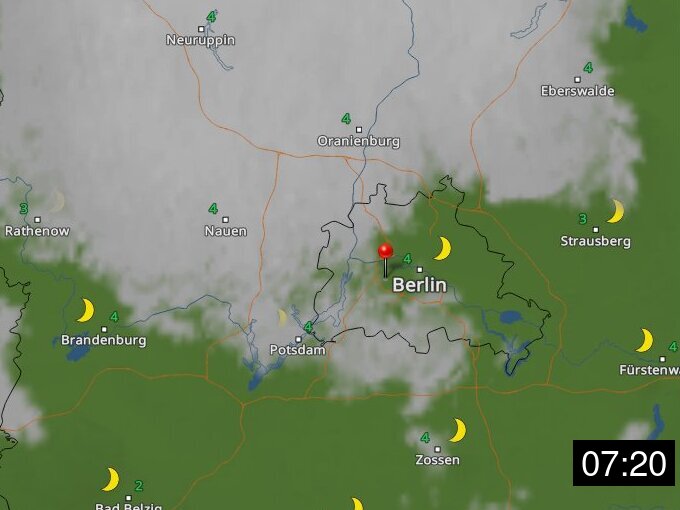 4
Neuruppin
4
Eberswalde
4
Oranienburg
3
Rathenow
4
Nauen
3
Strausberg
4
Berlin
4
Brandenburg
4
Potsdam
4
Fürstenwa
4
Zossen
07:20
2
Bad Belzig